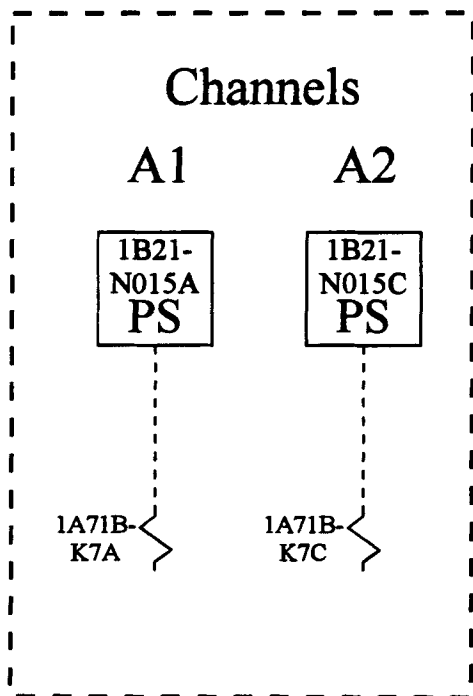 Channels
A1 A2
1B21-
N015A
PS
1B21-
N015C
PS
1A71B-
K7A
1A71B-
K7C